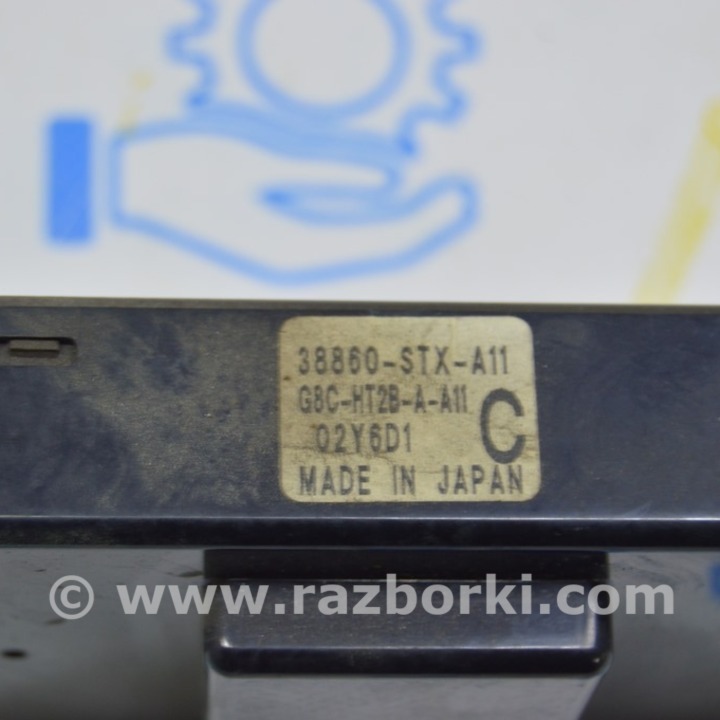 38860-STX-A11
G8C-HT2B-A-A11
02Y6D1
C
MADE IN JAPAN
© www.razborki.com